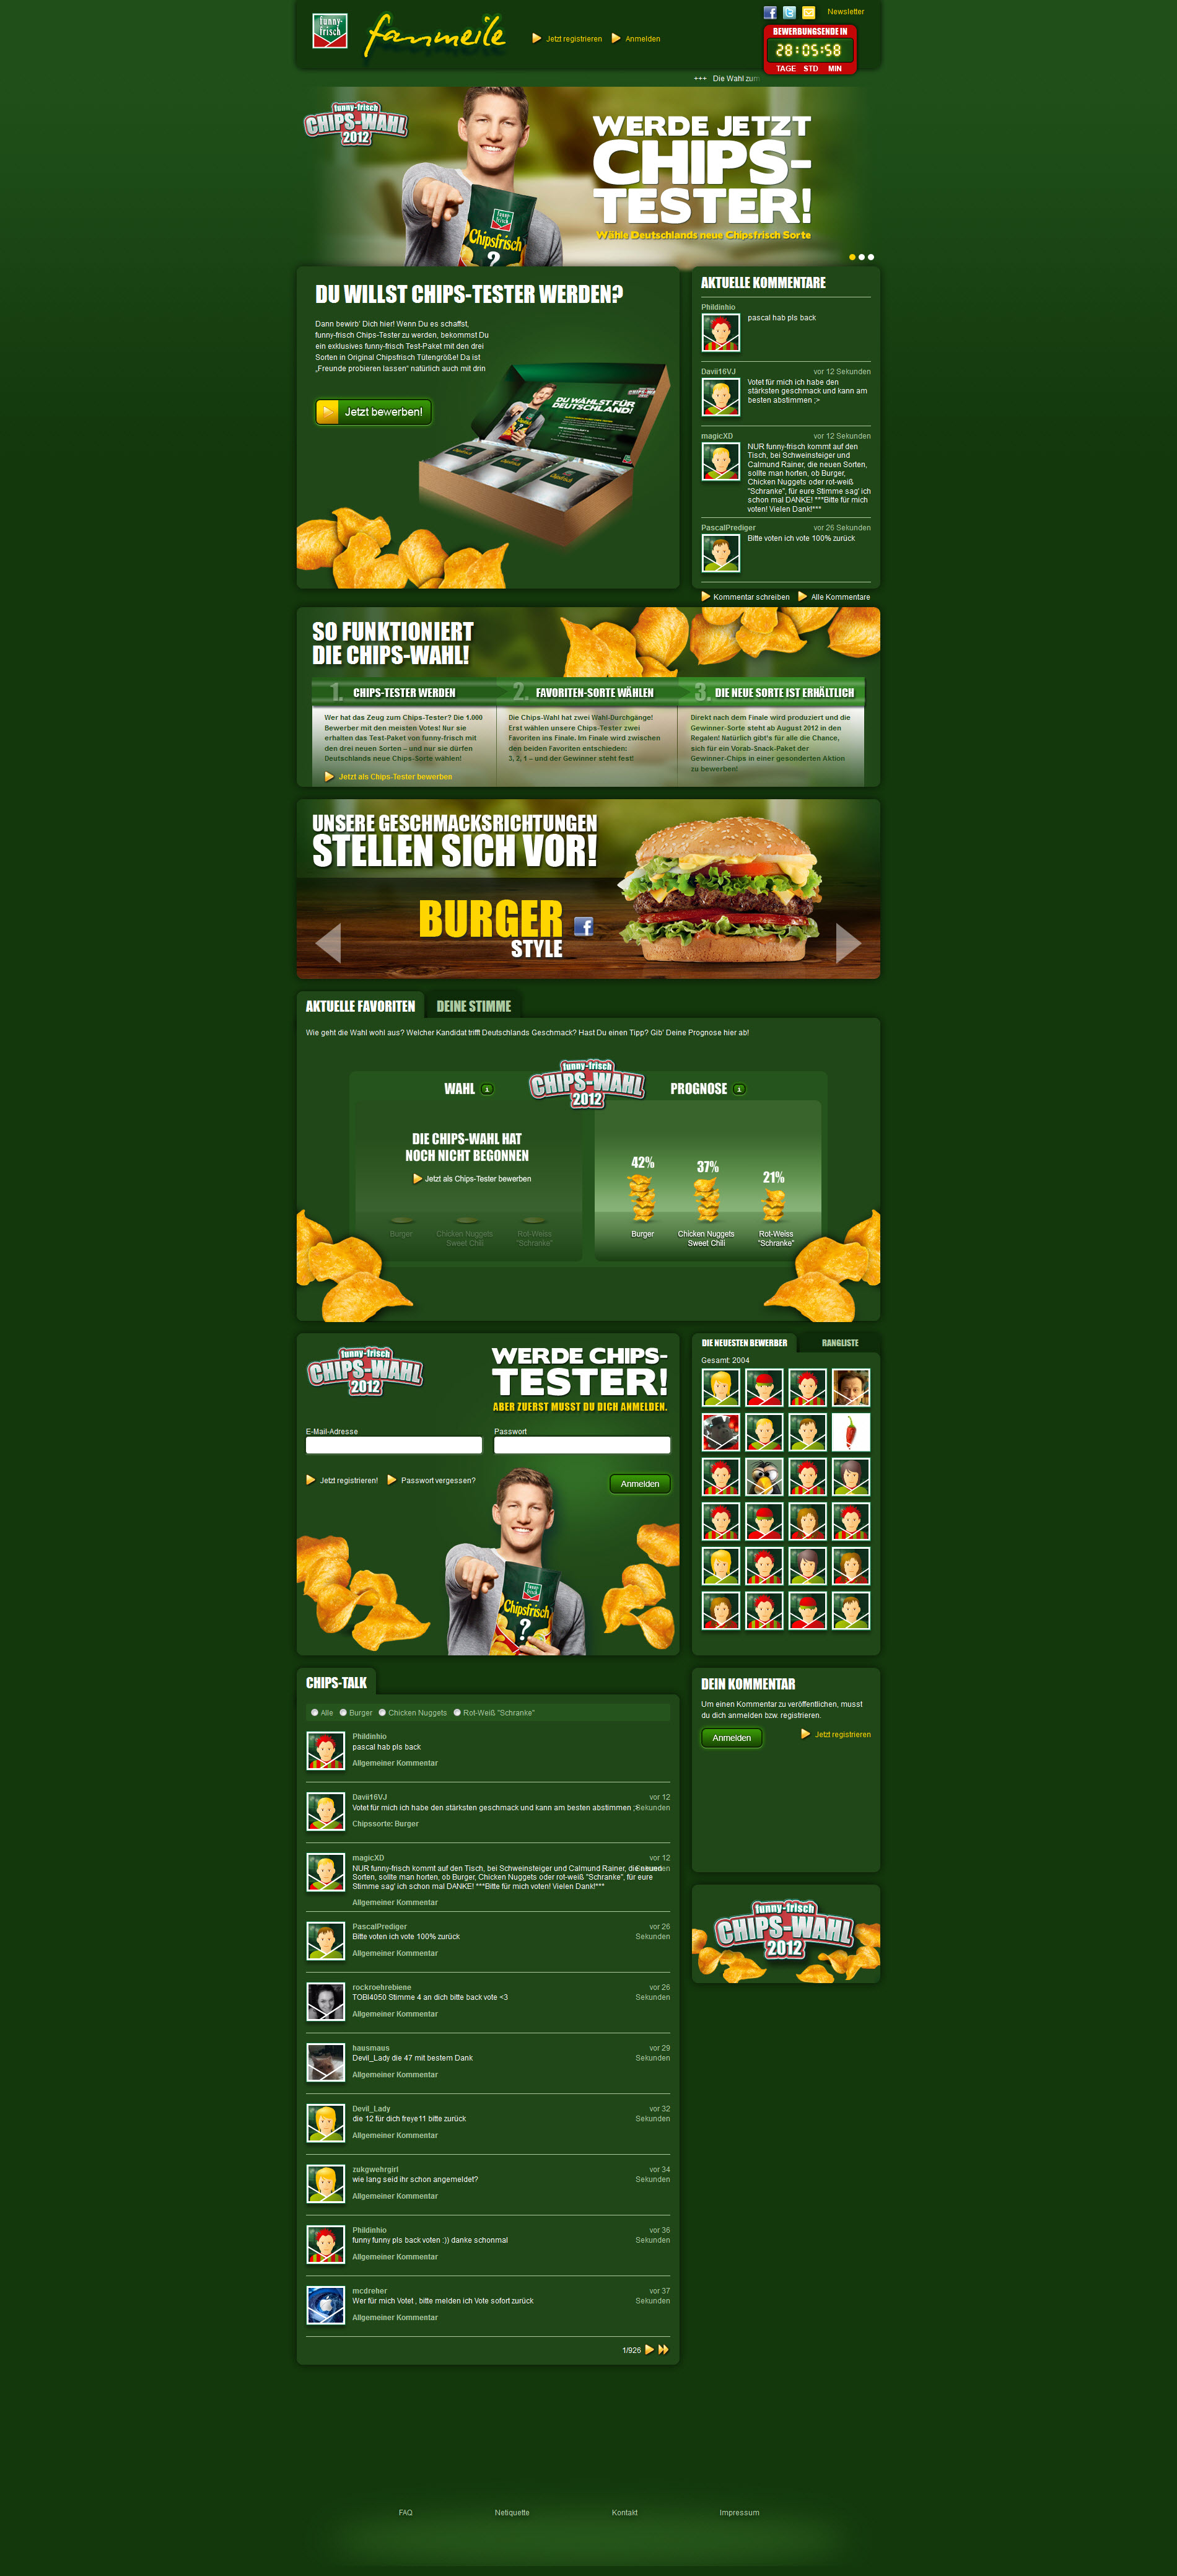 funny-frisch
fanmeile
Jetzt registrieren
Anmelden
Newsletter
BEWERBUNGSENDE IN
28:05:58
TAGE STD MIN
+++ Die Wahl zum
funny-frisch
CHIPS-WAHL
2012
WERDE JETZT
CHIPS-
TESTER!
Wähle Deutschlands neue Chipsfrisch Sorte
funny-frisch
Chipsfrisch
?
DU WILLST CHIPS-TESTER WERDEN?
Dann bewirb' Dich hier! Wenn Du es schaffst,
funny-frisch Chips-Tester zu werden, bekommst Du
ein exklusives funny-frisch Test-Paket mit den drei
Sorten in Original Chipsfrisch Tütengröße! Da ist
„Freunde probieren lassen“ natürlich auch mit drin
Jetzt bewerben!
DU WÄHLST FÜR
DEUTSCHLAND!
AKTUELLE KOMMENTARE
Phildinhio
pascal hab pls back
Davii16VJ vor 12 Sekunden
Votet für mich ich habe den
stärksten geschmack und kann am
besten abstimmen ;>
magicXD vor 12 Sekunden
NUR funny-frisch kommt auf den
Tisch, bei Schweinsteiger und
Calmund Rainer, die neuen Sorten,
sollte man horten, ob Burger,
Chicken Nuggets oder rot-weiß
"Schranke", für eure Stimme sag' ich
schon mal DANKE! ***Bitte für mich
voten! Vielen Dank!***
PascalPrediger vor 26 Sekunden
Bitte voten ich vote 100% zurück
Kommentar schreiben
Alle Kommentare
SO FUNKTIONIERT
DIE CHIPS-WAHL!
1. CHIPS-TESTER WERDEN
Wer hat das Zeug zum Chips-Tester? Die 1.000
Bewerber mit den meisten Votes! Nur sie
erhalten das Test-Paket von funny-frisch mit
den drei neuen Sorten – und nur sie dürfen
Deutschlands neue Chips-Sorte wählen!
Jetzt als Chips-Tester bewerben
2. FAVORITEN-SORTE WÄHLEN
Die Chips-Wahl hat zwei Wahl-Durchgänge!
Erst wählen unsere Chips-Tester zwei
Favoriten ins Finale. Im Finale wird zwischen
den beiden Favoriten entschieden:
3, 2, 1 – und der Gewinner steht fest!
3. DIE NEUE SORTE IST ERHÄLTLICH
Direkt nach dem Finale wird produziert und die
Gewinner-Sorte steht ab August 2012 in den
Regalen! Natürlich gibt's für alle die Chance,
sich für ein Vorab-Snack-Paket der
Gewinner-Chips in einer gesonderten Aktion
zu bewerben!
UNSERE GESCHMACKSRICHTUNGEN
STELLEN SICH VOR!
BURGER
STYLE
AKTUELLE FAVORITEN
DEINE STIMME
Wie geht die Wahl wohl aus? Welcher Kandidat trifft Deutschlands Geschmack? Hast Du einen Tipp? Gib' Deine Prognose hier ab!
WAHL
funny-frisch
CHIPS-WAHL
2012
PROGNOSE
DIE CHIPS-WAHL HAT
NOCH NICHT BEGONNEN
Jetzt als Chips-Tester bewerben
Burger
Chicken Nuggets
Sweet Chili
Rot-Weiss
"Schranke"
42%
37%
21%
Burger
Chicken Nuggets
Sweet Chili
Rot-Weiss
"Schranke"
funny-frisch
CHIPS-WAHL
2012
WERDE CHIPS-
TESTER!
ABER ZUERST MUSST DU DICH ANMELDEN.
E-Mail-Adresse
Passwort
Jetzt registrieren!
Passwort vergessen?
Anmelden
funny-frisch
Chipsfrisch
?
DIE NEUESTEN BEWERBER
RANGLISTE
Gesamt: 2004
CHIPS-TALK
Alle Burger Chicken Nuggets Rot-Weiß "Schranke"
Phildinhio
pascal hab pls back
Allgemeiner Kommentar
Davii16VJ vor 12
Votet für mich ich habe den stärksten geschmack und kann am besten abstimmen ;> Sekunden
Chipssorte: Burger
magicXD vor 12
NUR funny-frisch kommt auf den Tisch, bei Schweinsteiger und Calmund Rainer, die neuen Sekunden
Sorten, sollte man horten, ob Burger, Chicken Nuggets oder rot-weiß "Schranke", für eure
Stimme sag' ich schon mal DANKE! ***Bitte für mich voten! Vielen Dank!***
Allgemeiner Kommentar
PascalPrediger vor 26
Bitte voten ich vote 100% zurück Sekunden
Allgemeiner Kommentar
rockroehrebiene vor 26
TOBI4050 Stimme 4 an dich bitte back vote <3 Sekunden
Allgemeiner Kommentar
hausmaus vor 29
Devil_Lady die 47 mit bestem Dank Sekunden
Allgemeiner Kommentar
Devil_Lady vor 32
die 12 für dich freye11 bitte zurück Sekunden
Allgemeiner Kommentar
zukgwehrgirl vor 34
wie lang seid ihr schon angemeldet? Sekunden
Allgemeiner Kommentar
Phildinhio vor 36
funny funny pls back voten :)) danke schonmal Sekunden
Allgemeiner Kommentar
mcdreher vor 37
Wer für mich Votet , bitte melden ich Vote sofort zurück Sekunden
Allgemeiner Kommentar
1/926
DEIN KOMMENTAR
Um einen Kommentar zu veröffentlichen, musst
du dich anmelden bzw. registrieren.
Anmelden
Jetzt registrieren
funny-frisch
CHIPS-WAHL
2012
FAQ
Netiquette
Kontakt
Impressum